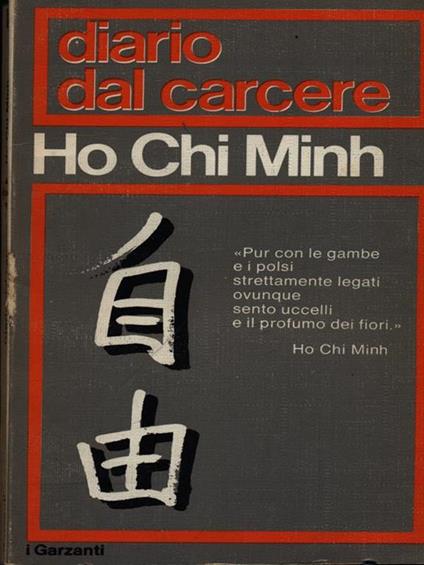 diario
dal carcere
Ho Chi Minh
自
由
«Pur con le gambe
e i polsi
strettamente legati
ovunque
sento uccelli
e il profumo dei fiori.»
Ho Chi Minh
i Garzanti